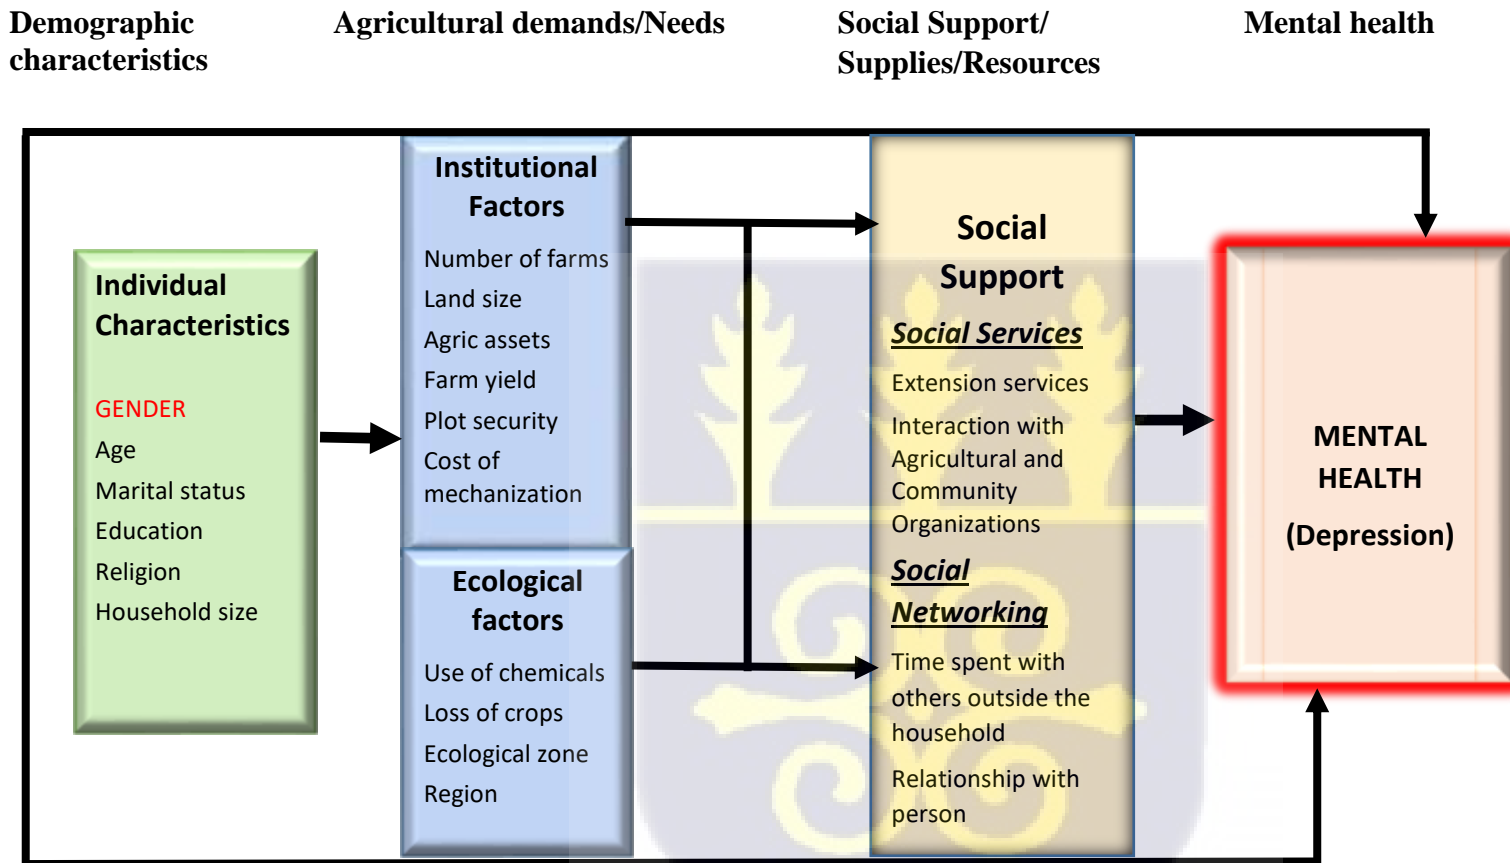 Demographic
characteristics
Agricultural demands/Needs
Social Support/
Supplies/Resources
Mental health
Individual
Characteristics
GENDER
Age
Marital status
Education
Religion
Household size
Institutional
Factors
Number of farms
Land size
Agric assets
Farm yield
Plot security
Cost of
mechanization
Ecological
factors
Use of chemicals
Loss of crops
Ecological zone
Region
Social
Support
Social Services
Extension services
Interaction with
Agricultural and
Community
Organizations
Social
Networking
Time spent with
others outside the
household
Relationship with
person
MENTAL
HEALTH
(Depression)